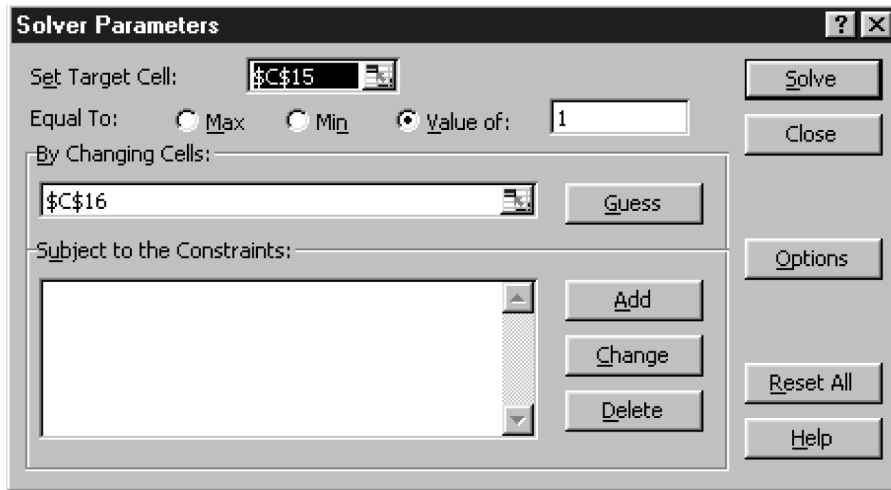 Solver Parameters
? X
Set Target Cell: $C$15
Solve
Equal To: Max Min Value of: 1
Close
By Changing Cells:
$C$16
Guess
Subject to the Constraints:
Options
Add
Change
Reset All
Delete
Help